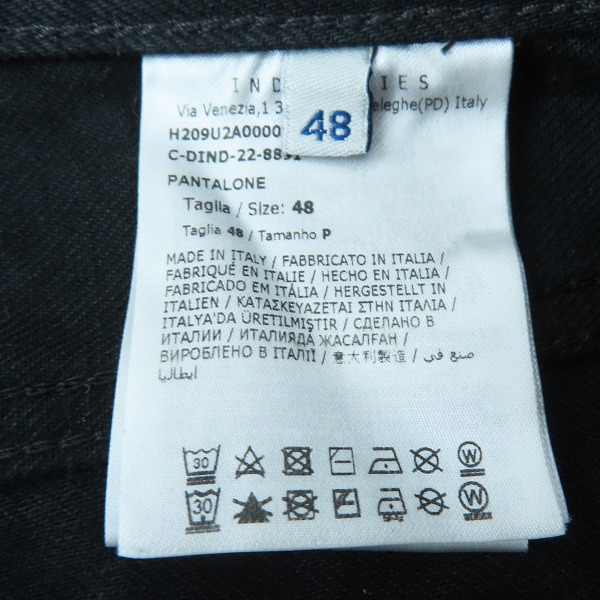 IND IES
Via Venezia,1 3 eleghe(PD) Italy
H209U2A0000
C-DIND-22-8891
48
PANTALONE
Taglia / Size: 48
Taglia 48 / Tamanho P
MADE IN ITALY / FABBRICATO IN ITALIA /
FABRIQUÉ EN ITALIE / HECHO EN ITALIA /
FABRICADO EM ITÁLIA / HERGESTELLT IN
ITALIEN / ΚΑΤΑΣΚΕΥΑΖΕΤΑΙ ΣΤΗΝ ΙΤΑΛΙΑ /
ITALYA'DA ÜRETILMIŞTIR / СДЕЛАНО В
ИТАЛИИ / ИТАЛИЯДА ЖАСАЛҒАН /
ВИРОБЛЕНО В ІТАЛІЇ / 意大利製造 / صنع في
إيطاليا
30 W
30 W